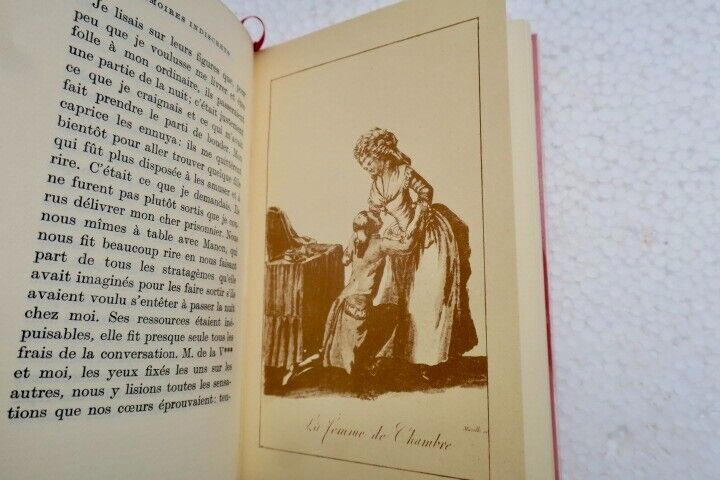 MOIRES INDISCRETS
Je lisais sur leurs figures que, pour
peu que je voulusse me livrer et être
folle à mon ordinaire, ils passeraient
une partie de la nuit; c'était justement
ce que je craignais et ce qui m'avait
fait prendre le parti de bouder. Mon
caprice les ennuya: ils me quittèrent
bientôt pour aller trouver quelque fille
qui fût plus disposée à les amuser et à
rire. C'était ce que je demandais. Ils
ne furent pas plutôt sortis que je cou-
rus délivrer mon cher prisonnier. Nous
nous mîmes à table avec Manon, qui
nous fit beaucoup rire en nous faisant
part de tous les stratagèmes qu'elle
avait imaginés pour les faire sortir s'ils
avaient voulu s'entêter à passer la nuit
chez moi. Ses ressources étaient iné-
puisables, elle fit presque seule tous les
frais de la conversation. M. de la V***
et moi, les yeux fixés les uns sur les
autres, nous y lisions toutes les sensa-
tions que nos cœurs éprouvaient: ten-
La femme de Chambre